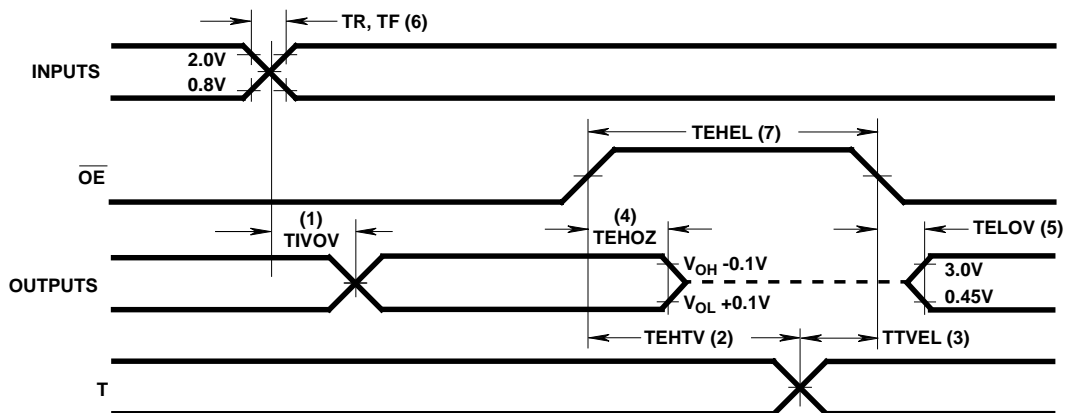 TR, TF (6)
INPUTS
2.0V
0.8V
TEHEL (7)
OE
(1)
TIVOV
(4)
TEHOZ
TELOV (5)
OUTPUTS
VOH -0.1V
VOL +0.1V
3.0V
0.45V
TEHTV (2)
TTVEL (3)
T